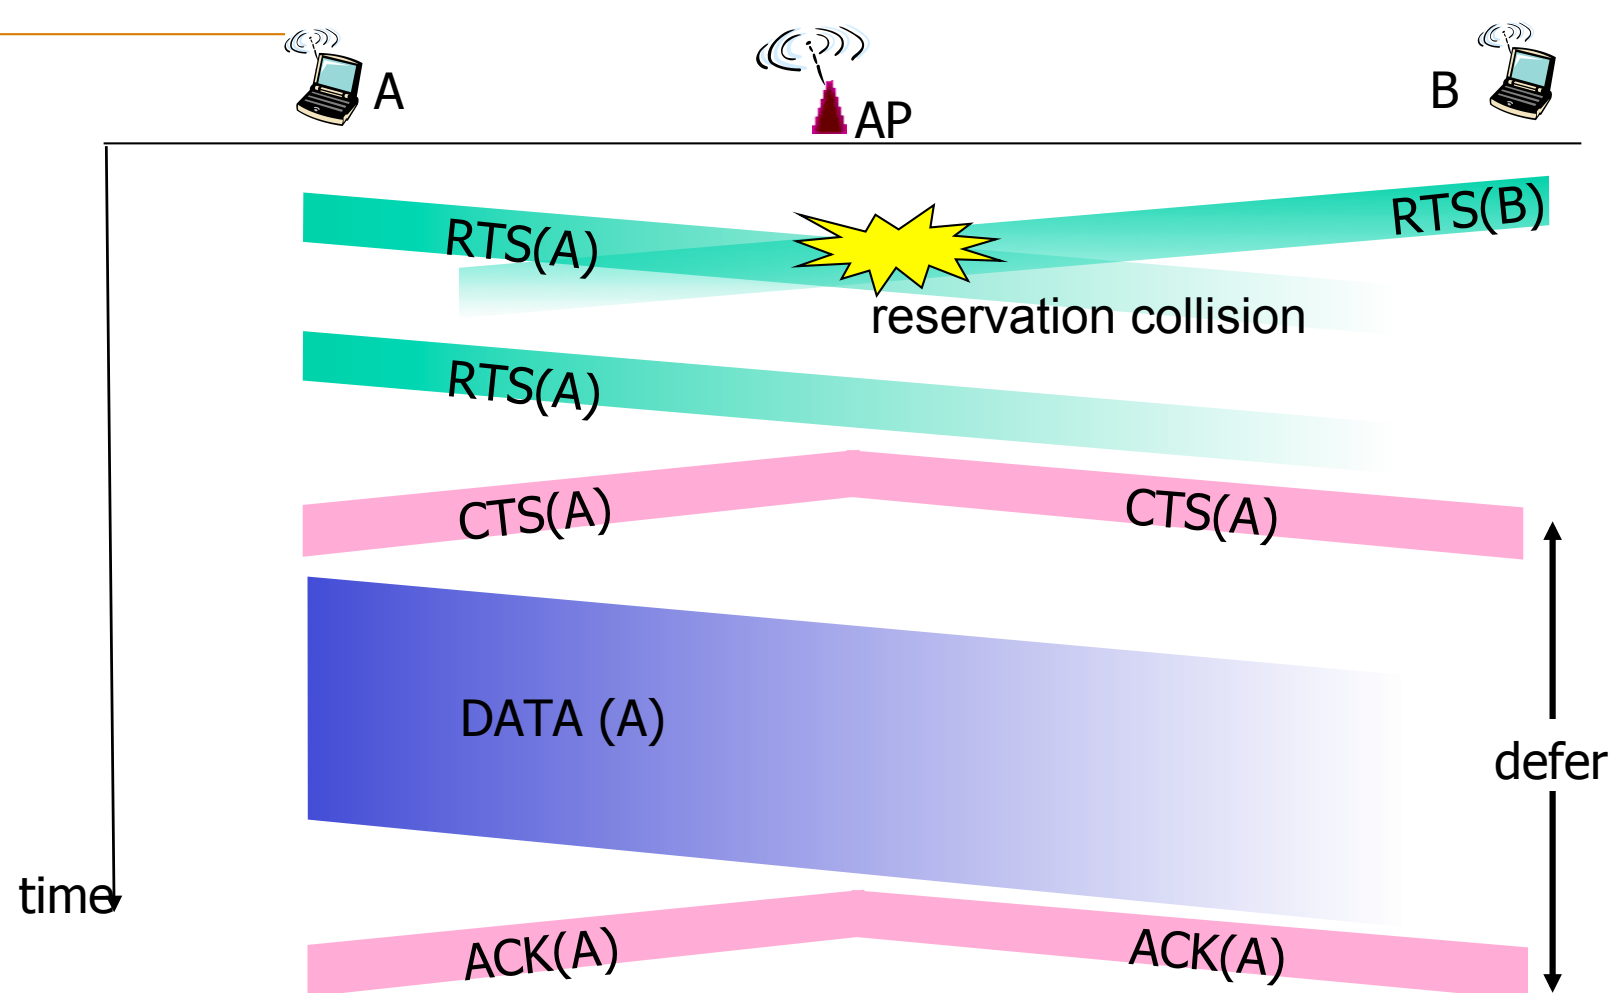 A
AP
B
RTS(A)
RTS(B)
reservation collision
RTS(A)
CTS(A)
CTS(A)
DATA (A)
defer
time
ACK(A)
ACK(A)